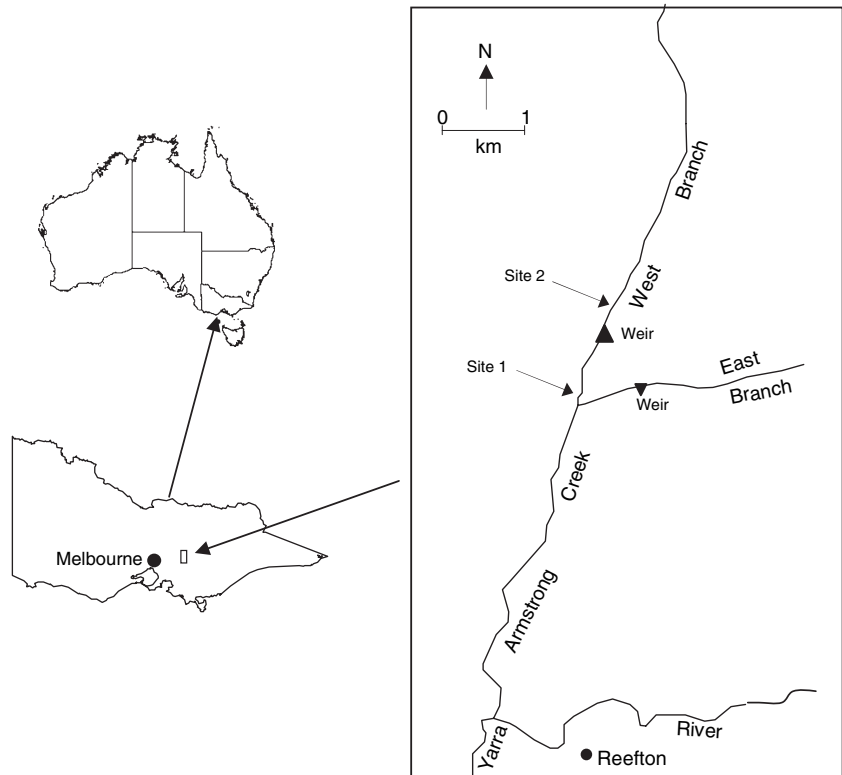 N
0 1
km
Branch
West
Site 2
Weir
Site 1
East
Branch
Weir
Creek
Melbourne
Armstrong
River
Yarra
Reefton